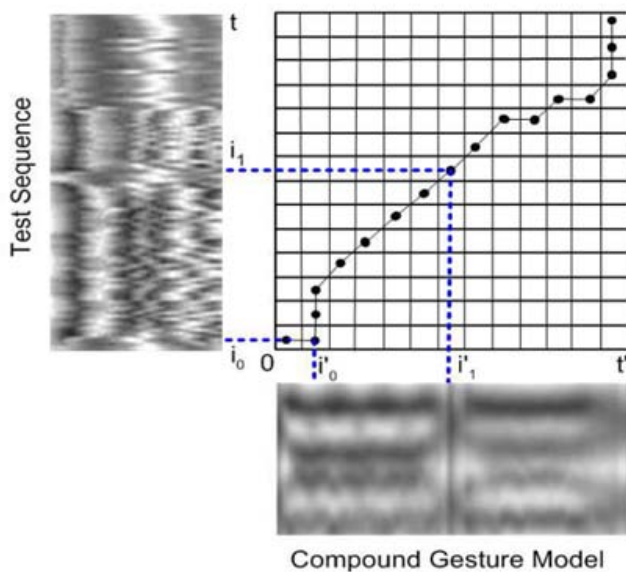 t
Test Sequence
i₁
i₀
0
i'₀
i'₁
t'
Compound Gesture Model